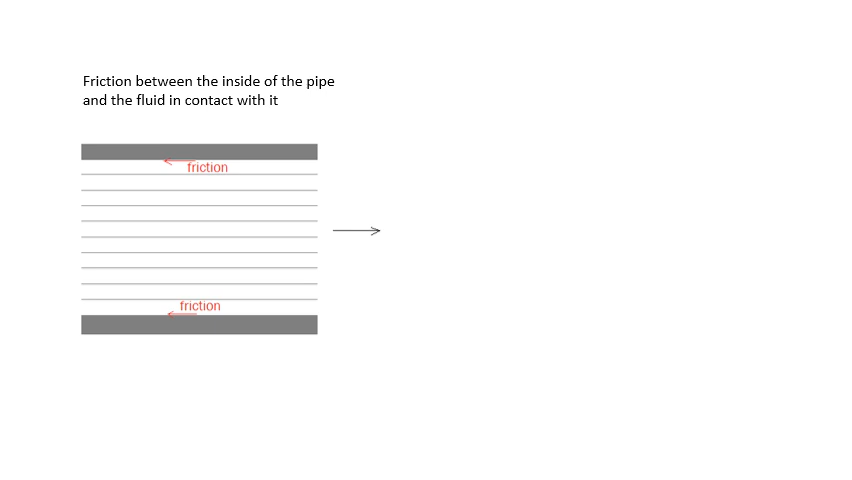 Friction between the inside of the pipe
and the fluid in contact with it
friction
friction